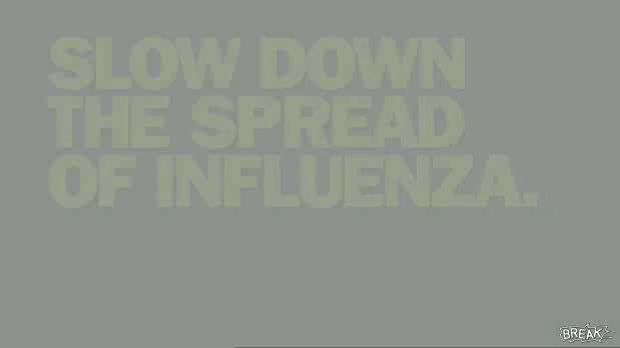 SLOW DOWN
THE SPREAD
OF INFLUENZA.
BREAK